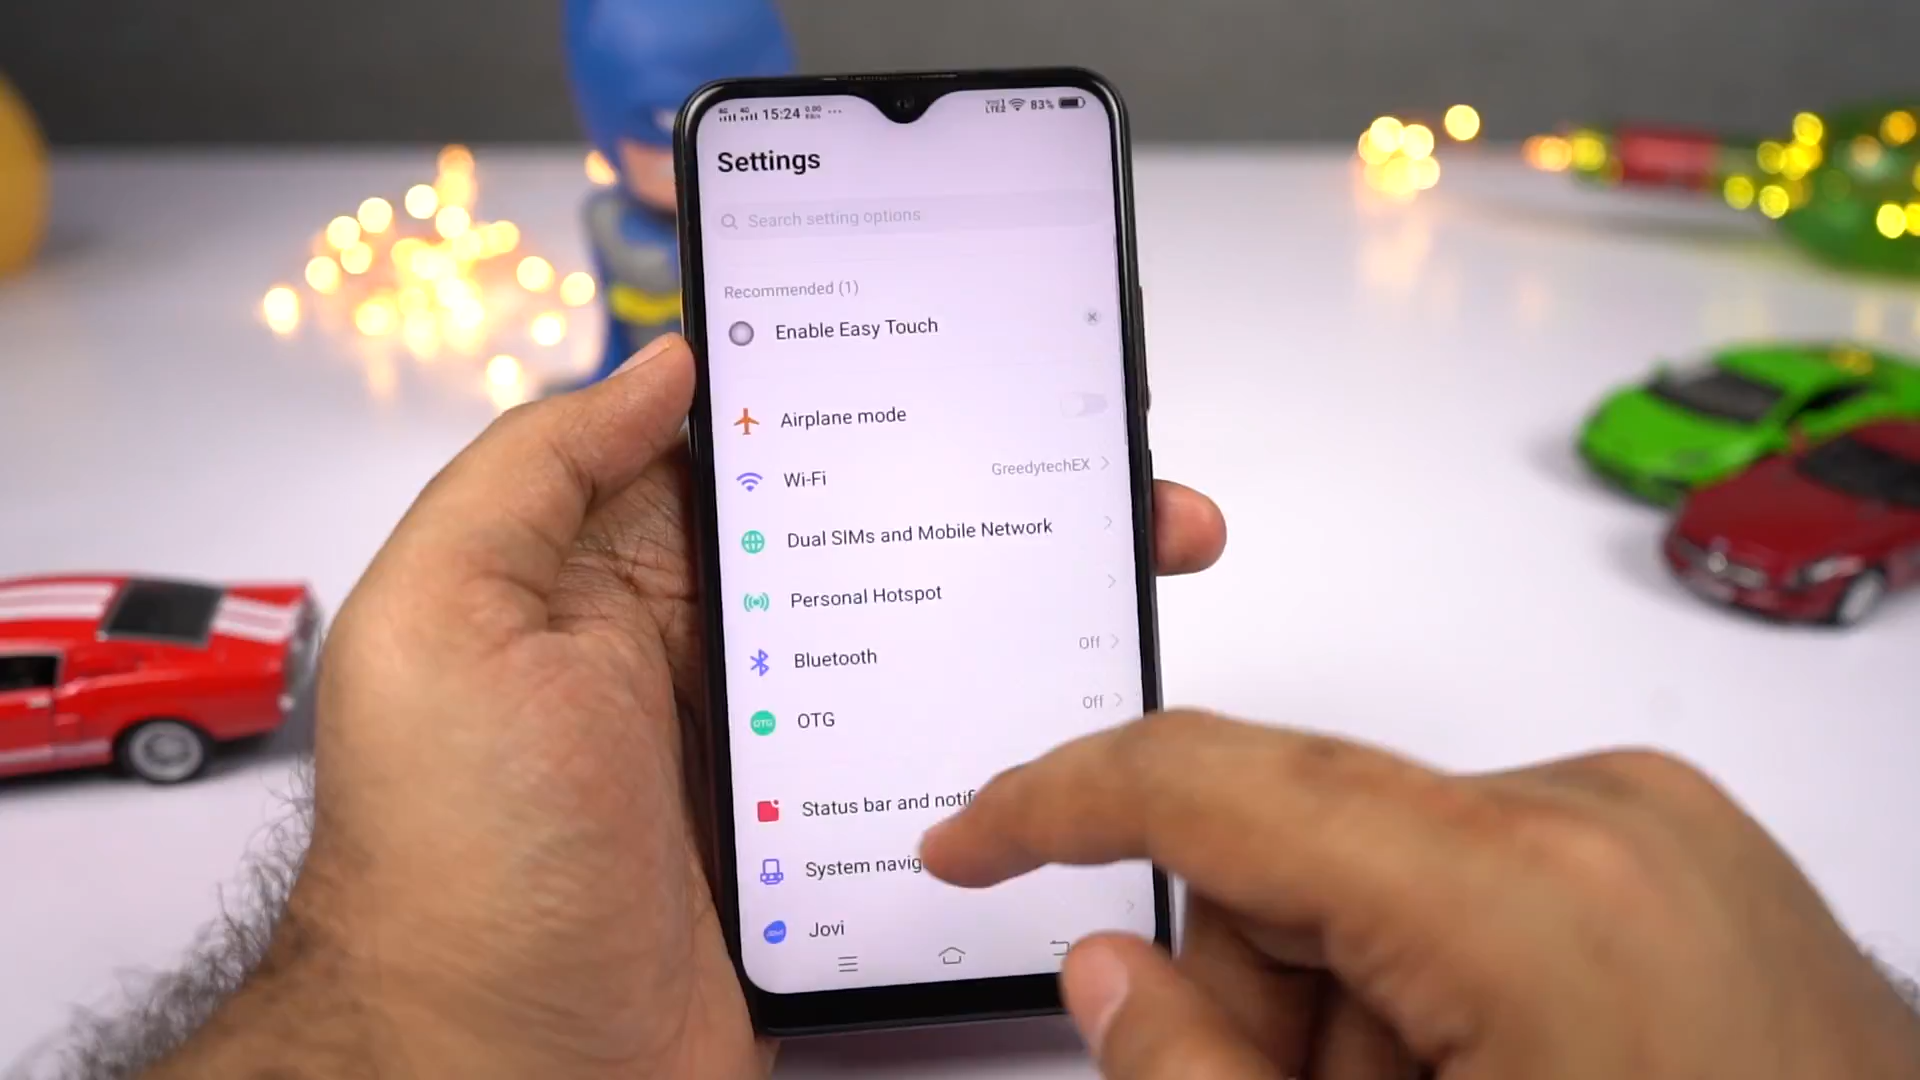 15:24 83%
Settings
Search setting options
Recommended (1)
Enable Easy Touch
Airplane mode
Wi-Fi GreedytechEX
Dual SIMs and Mobile Network
Personal Hotspot
Bluetooth Off
OTG Off
Status bar and notif
System navig
Jovi